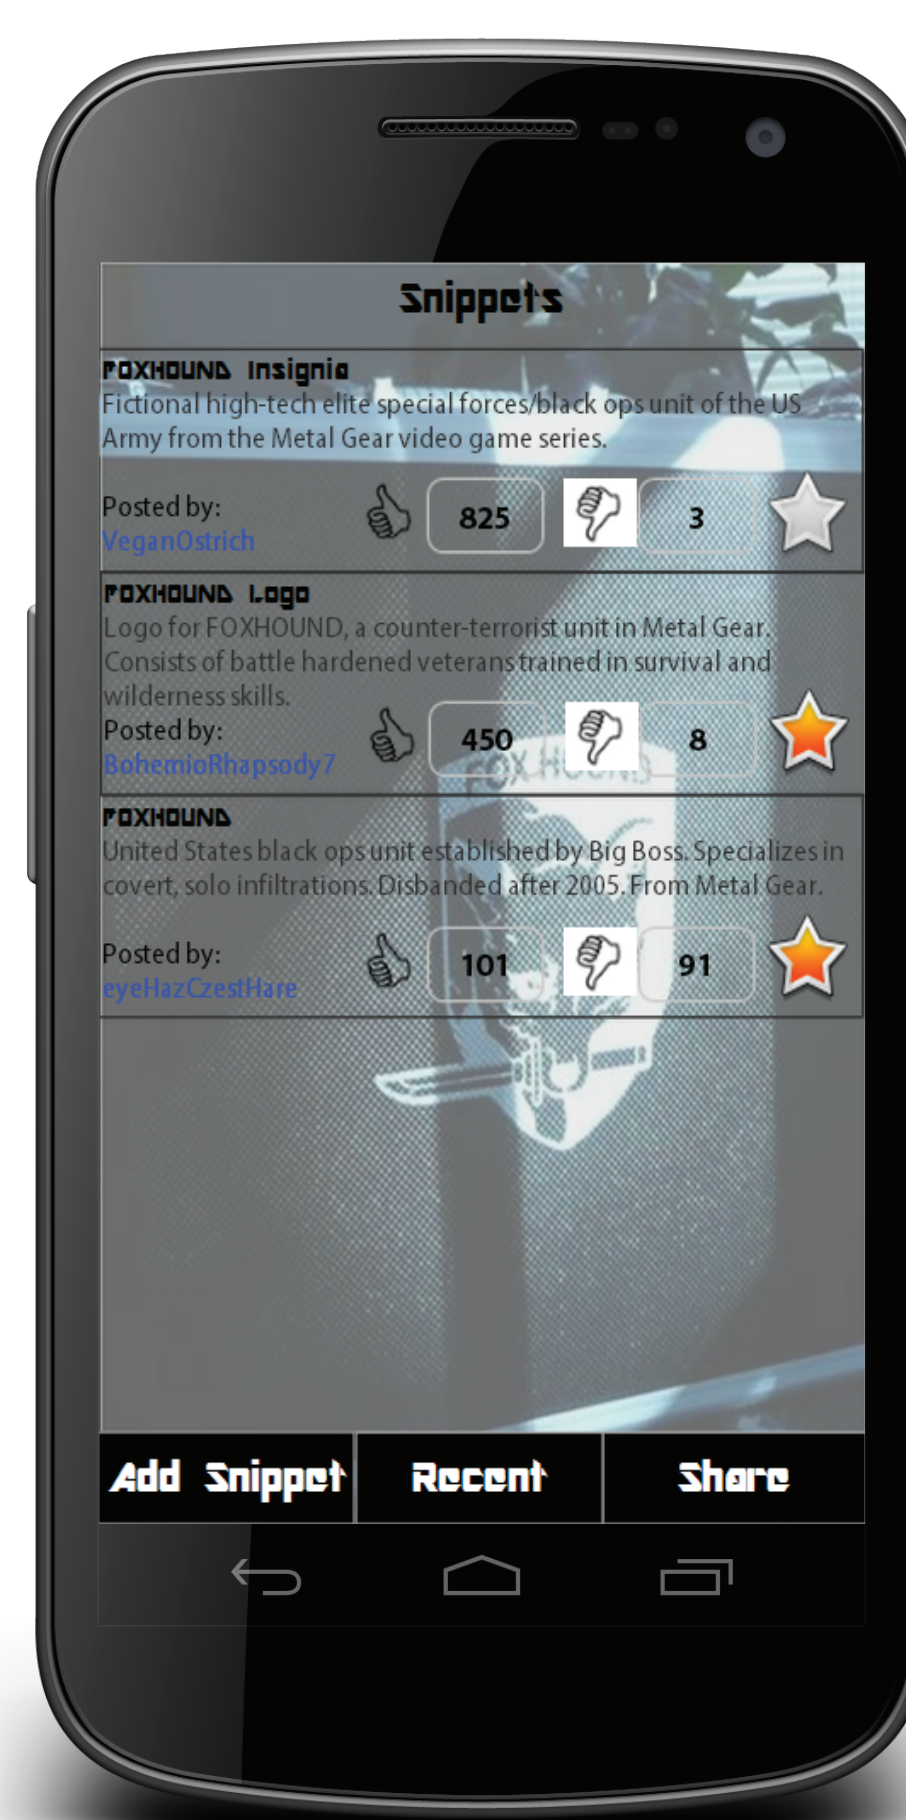 Snippets
FOXHOUND Insignia
Fictional high-tech elite special forces/black ops unit of the US
Army from the Metal Gear video game series.
Posted by:
VeganOstrich
825
3
FOXHOUND Logo
Logo for FOXHOUND, a counter-terrorist unit in Metal Gear.
Consists of battle hardened veterans trained in survival and
wilderness skills.
Posted by:
BohemioRhapsody7
450
8
FOX HOUND
FOXHOUND
United States black ops unit established by Big Boss. Specializes in
covert, solo infiltrations. Disbanded after 2005. From Metal Gear.
Posted by:
eyeHazCzestHare
101
91
Add Snippet
Recent
Share